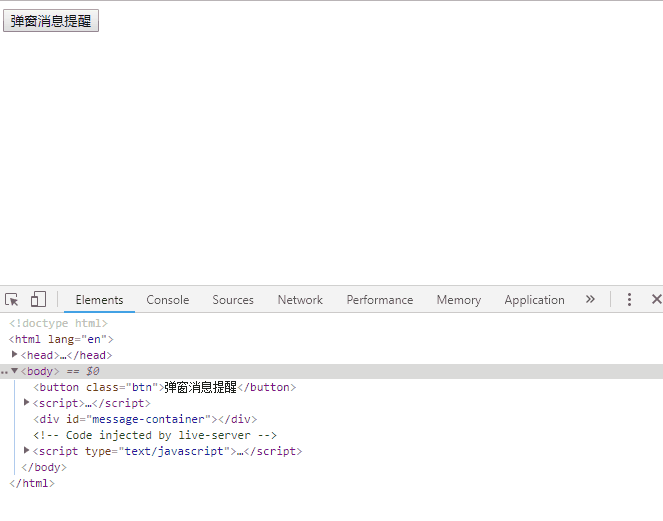 弹窗消息提醒
Elements Console Sources Network Performance Memory Application »
<!doctype html>
<html lang="en">
<head>…</head>
<body> == $0
<button class="btn">弹窗消息提醒</button>
<script>…</script>
<div id="message-container"></div>
<!-- Code injected by live-server -->
<script type="text/javascript">…</script>
</body>
</html>